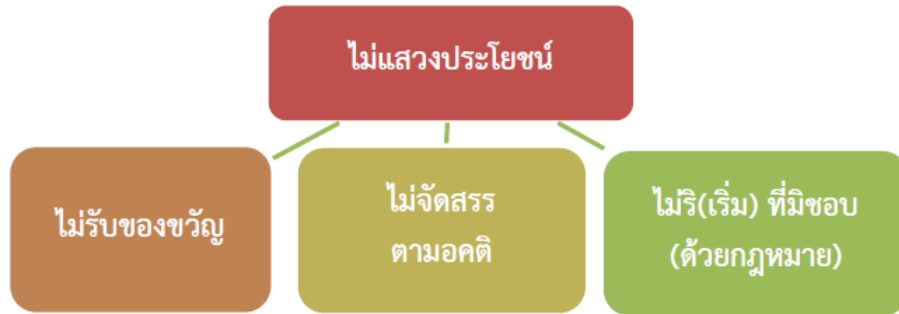 ไม่แสวงประโยชน์
ไม่รับของขวัญ
ไม่จัดสรร
ตามอคติ
ไม่ริ(เริ่ม) ที่มิชอบ
(ด้วยกฎหมาย)